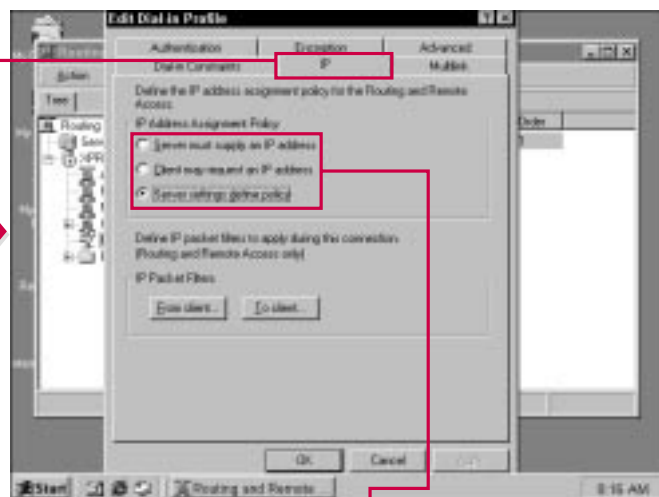 Edit Dial-in Profile
Authentication Encryption Advanced
Dial-in Constraints IP Multilink
Routing
Action
Tree
Routing
Order
Define the IP address assignment policy for the Routing and Remote
Access.
IP Address Assignment Policy
Server must supply an IP address
Client may request an IP address
Server settings define policy
Define IP packet filters to apply during this connection
(Routing and Remote Access only)
IP Packet Filters
From client... To client...
OK Cancel
Start Routing and Remote 8:15 AM